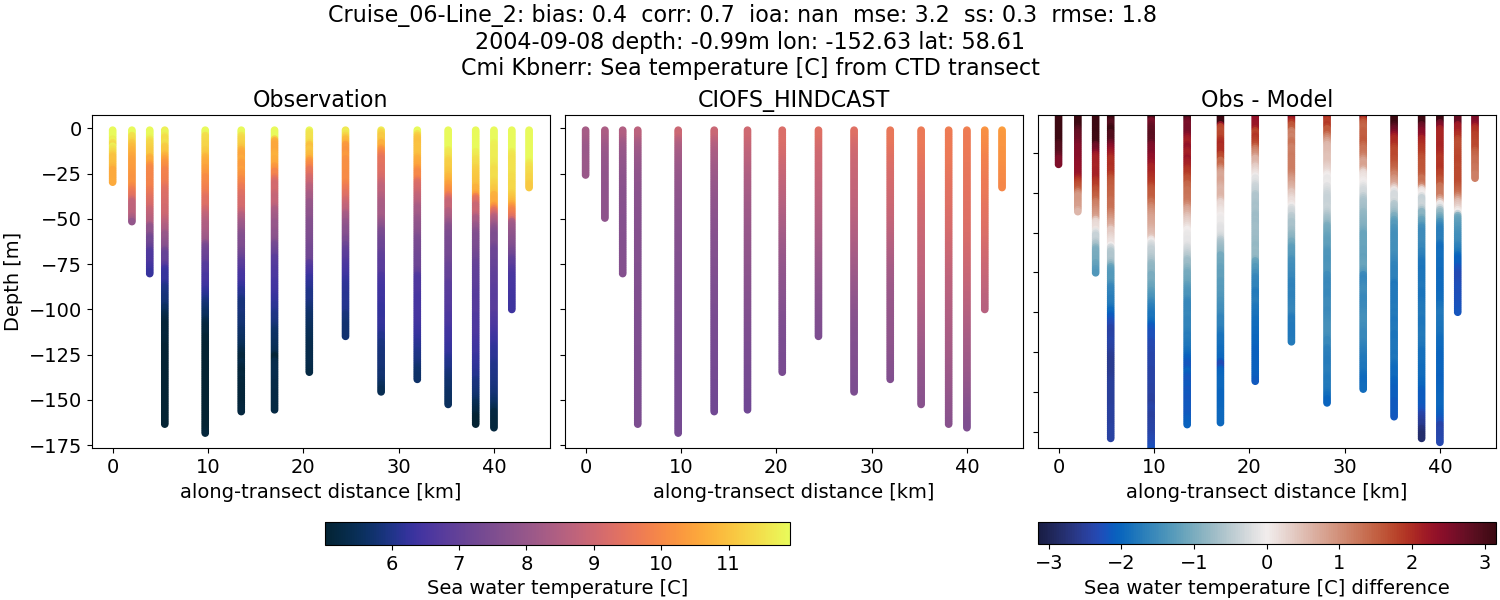 Cruise_06-Line_2: bias: 0.4  corr: 0.7  ioa: nan  mse: 3.2  ss: 0.3  rmse: 1.8
2004-09-08 depth: -0.99m lon: -152.63 lat: 58.61
Cmi Kbnerr: Sea temperature [C] from CTD transect
Observation
CIOFS_HINDCAST
Obs - Model
Depth [m]
0
−25
−50
−75
−100
−125
−150
−175
0 10 20 30 40
0 10 20 30 40
0 10 20 30 40
along-transect distance [km]
along-transect distance [km]
along-transect distance [km]
6 7 8 9 10 11
Sea water temperature [C]
−3 −2 −1 0 1 2 3
Sea water temperature [C] difference